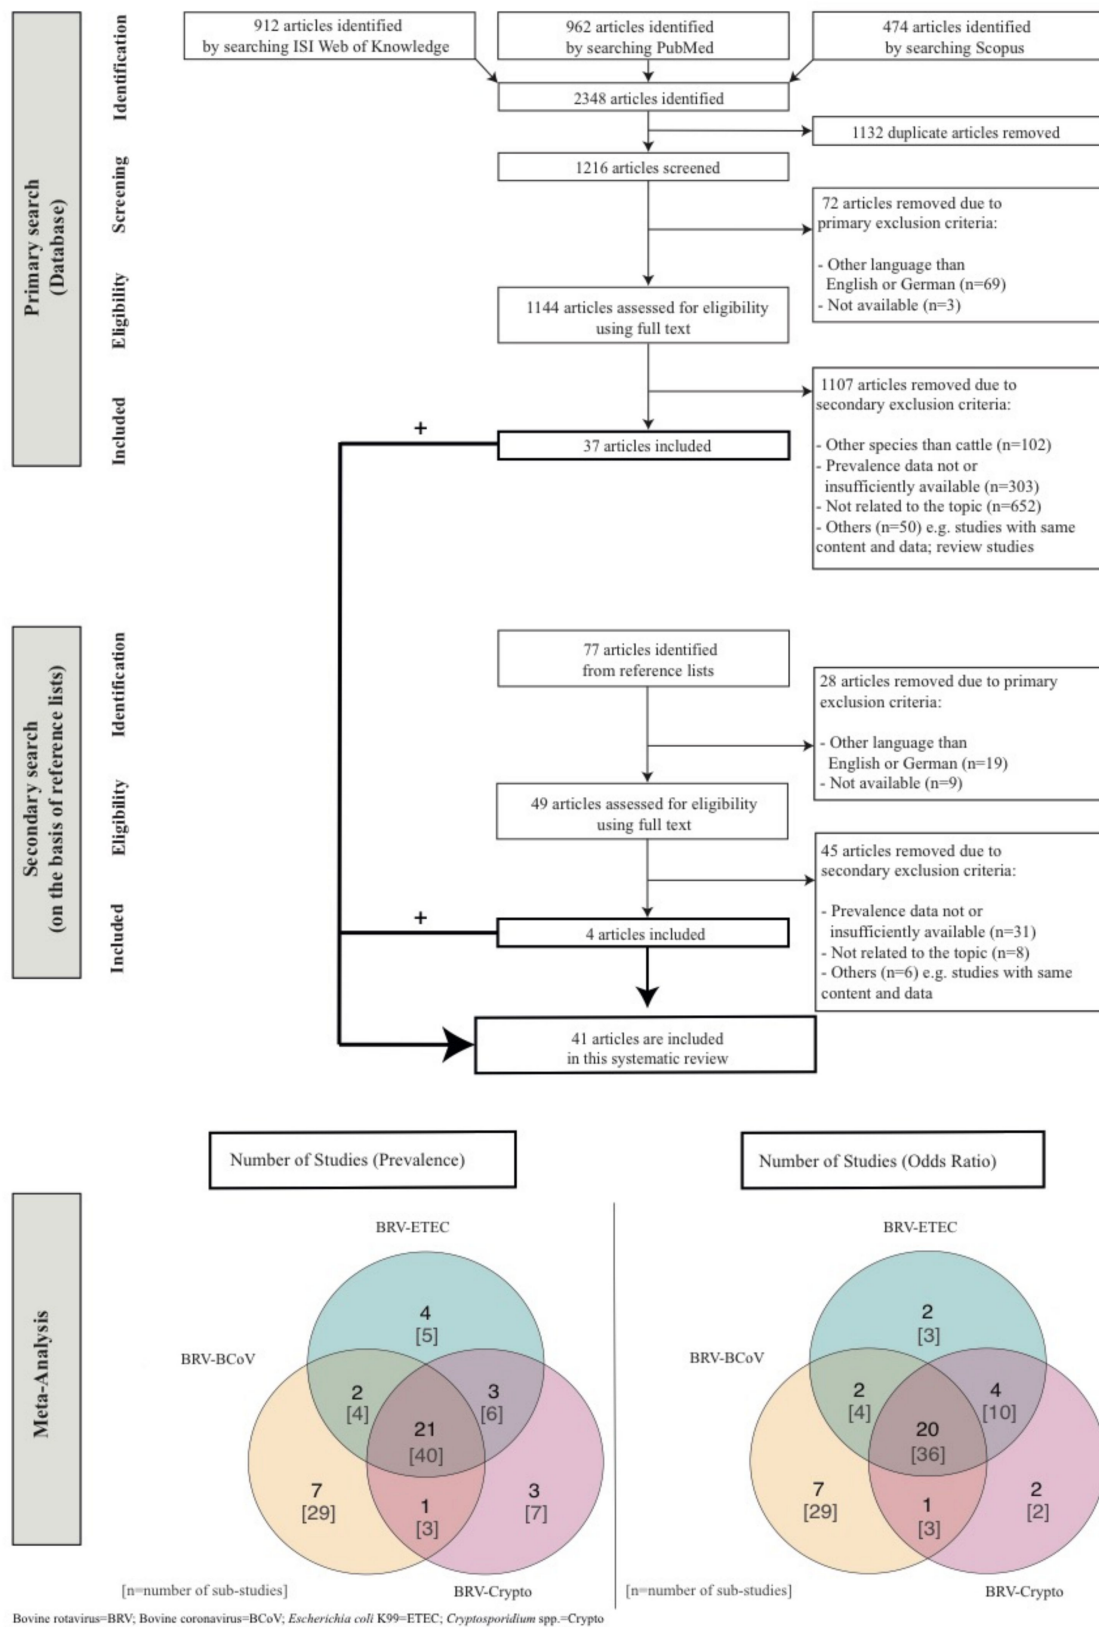 912 articles identified
by searching ISI Web of Knowledge
962 articles identified
by searching PubMed
474 articles identified
by searching Scopus
2348 articles identified
1132 duplicate articles removed
1216 articles screened
72 articles removed due to
primary exclusion criteria:
- Other language than
English or German (n=69)
- Not available (n=3)
1144 articles assessed for eligibility
using full text
1107 articles removed due to
secondary exclusion criteria:
- Other species than cattle (n=102)
- Prevalence data not or
insufficiently available (n=303)
- Not related to the topic (n=652)
- Others (n=50) e.g. studies with same
content and data; review studies
+
37 articles included
Primary search
(Database)
Identification
Screening
Eligibility
Included
Secondary search
(on the basis of reference lists)
Identification
Eligibility
Included
77 articles identified
from reference lists
28 articles removed due to primary
exclusion criteria:
- Other language than
English or German (n=19)
- Not available (n=9)
49 articles assessed for eligibility
using full text
45 articles removed due to
secondary exclusion criteria:
- Prevalence data not or
insufficiently available (n=31)
- Not related to the topic (n=8)
- Others (n=6) e.g. studies with same
content and data
+
4 articles included
41 articles are included
in this systematic review
Meta-Analysis
Number of Studies (Prevalence)
BRV-ETEC
4
[5]
BRV-BCoV
2
[4]
3
[6]
21
[40]
7
[29]
1
[3]
3
[7]
BRV-Crypto
[n=number of sub-studies]
Number of Studies (Odds Ratio)
BRV-ETEC
2
[3]
BRV-BCoV
2
[4]
4
[10]
20
[36]
7
[29]
1
[3]
2
[2]
BRV-Crypto
[n=number of sub-studies]
Bovine rotavirus=BRV; Bovine coronavirus=BCoV; Escherichia coli K99=ETEC; Cryptosporidium spp.=Crypto